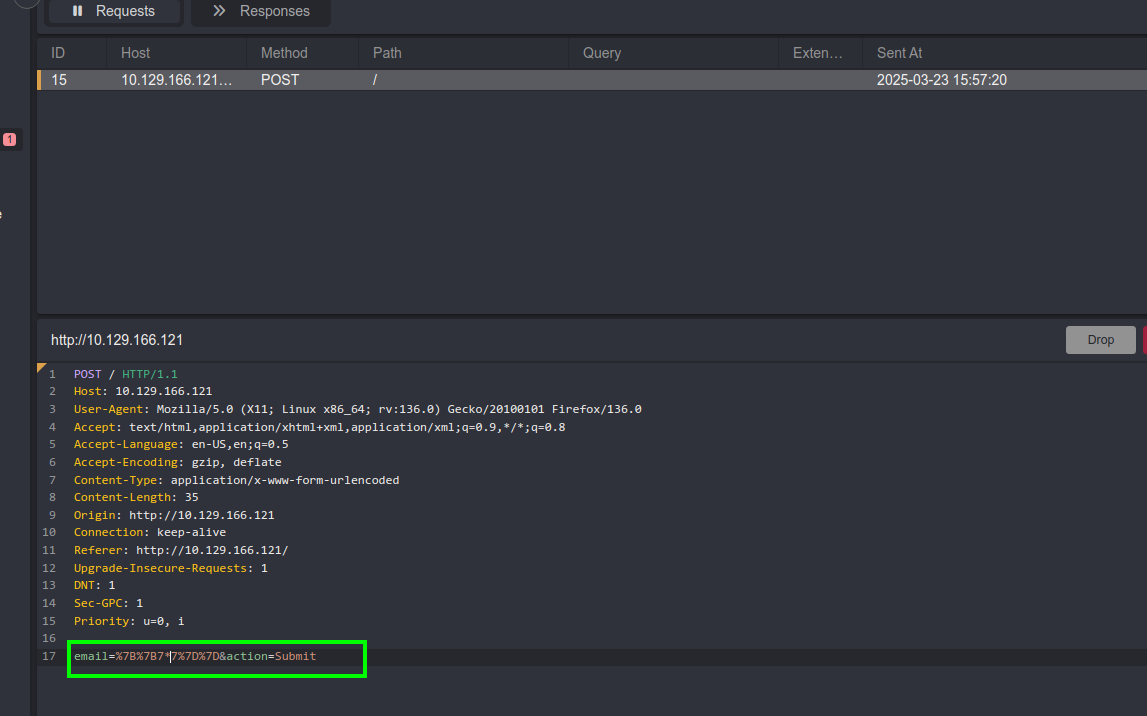 Requests Responses
ID Host Method Path Query Exten… Sent At
15 10.129.166.121… POST / 2025-03-23 15:57:20
1
e
http://10.129.166.121 Drop
1 POST / HTTP/1.1
2 Host: 10.129.166.121
3 User-Agent: Mozilla/5.0 (X11; Linux x86_64; rv:136.0) Gecko/20100101 Firefox/136.0
4 Accept: text/html,application/xhtml+xml,application/xml;q=0.9,*/*;q=0.8
5 Accept-Language: en-US,en;q=0.5
6 Accept-Encoding: gzip, deflate
7 Content-Type: application/x-www-form-urlencoded
8 Content-Length: 35
9 Origin: http://10.129.166.121
10 Connection: keep-alive
11 Referer: http://10.129.166.121/
12 Upgrade-Insecure-Requests: 1
13 DNT: 1
14 Sec-GPC: 1
15 Priority: u=0, i
16
17 email=%7B%7B7*7%7D%7D&action=Submit